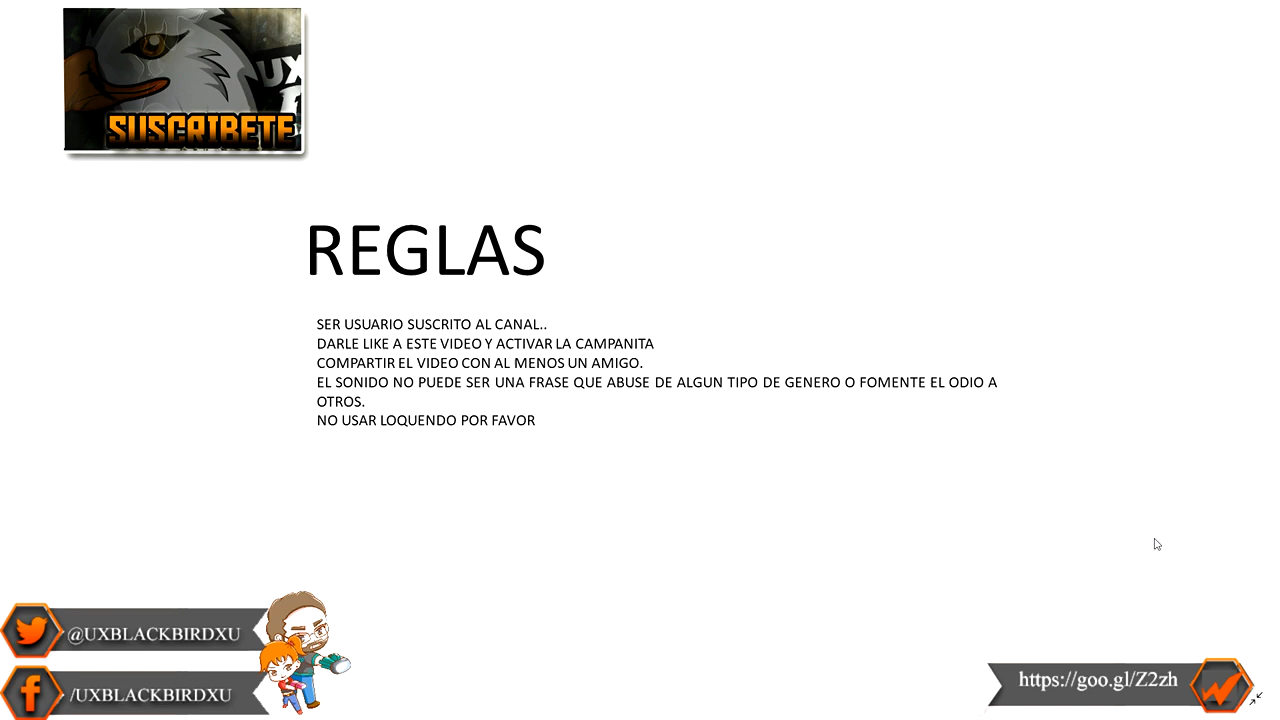 UX
SUSCRIBETE
REGLAS
SER USUARIO SUSCRITO AL CANAL..
DARLE LIKE A ESTE VIDEO Y ACTIVAR LA CAMPANITA
COMPARTIR EL VIDEO CON AL MENOS UN AMIGO.
EL SONIDO NO PUEDE SER UNA FRASE QUE ABUSE DE ALGUN TIPO DE GENERO O FOMENTE EL ODIO A
OTROS.
NO USAR LOQUENDO POR FAVOR
@UXBLACKBIRDXU
/UXBLACKBIRDXU
https://goo.gl/Z2zh